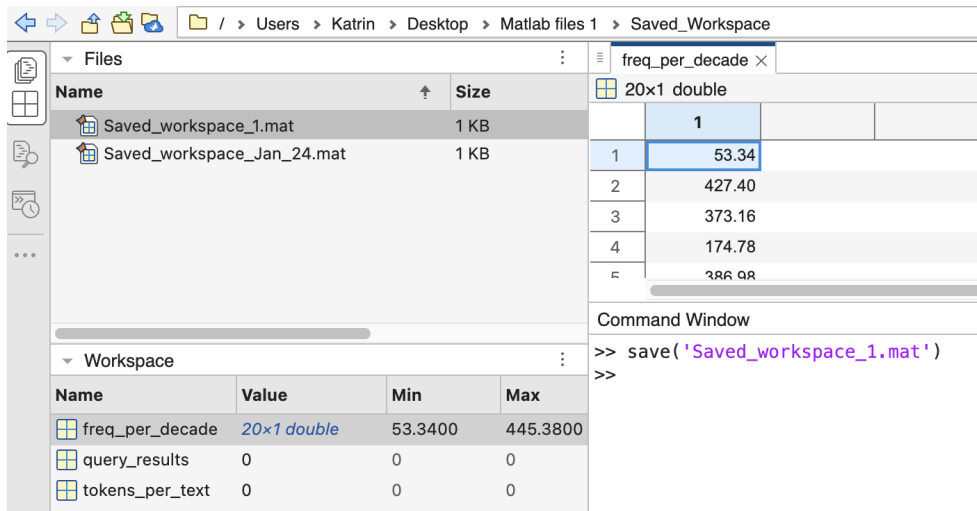 / > Users > Katrin > Desktop > Matlab files 1 > Saved_Workspace
Files
Name Size
Saved_workspace_1.mat 1 KB
Saved_workspace_Jan_24.mat 1 KB
Workspace
Name Value Min Max
freq_per_decade 20×1 double 53.3400 445.3800
query_results 0 0 0
tokens_per_text 0 0 0
freq_per_decade ×
20×1 double
1
1 53.34
2 427.40
3 373.16
4 174.78
5 386.98
Command Window
>> save('Saved_workspace_1.mat')
>>